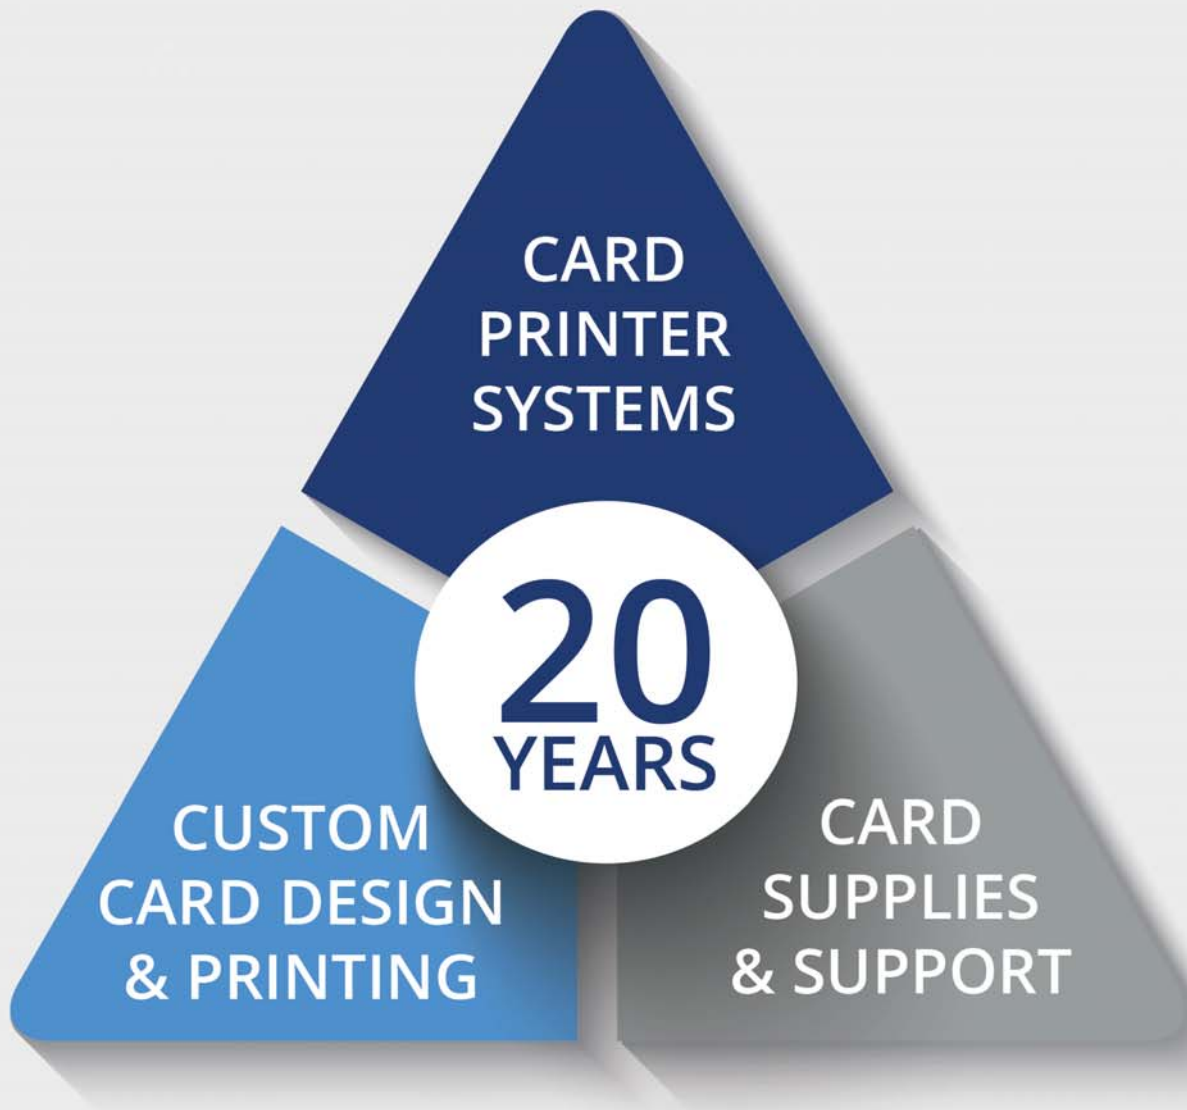 CARD
PRINTER
SYSTEMS
20
YEARS
CUSTOM
CARD DESIGN
& PRINTING
CARD
SUPPLIES
& SUPPORT